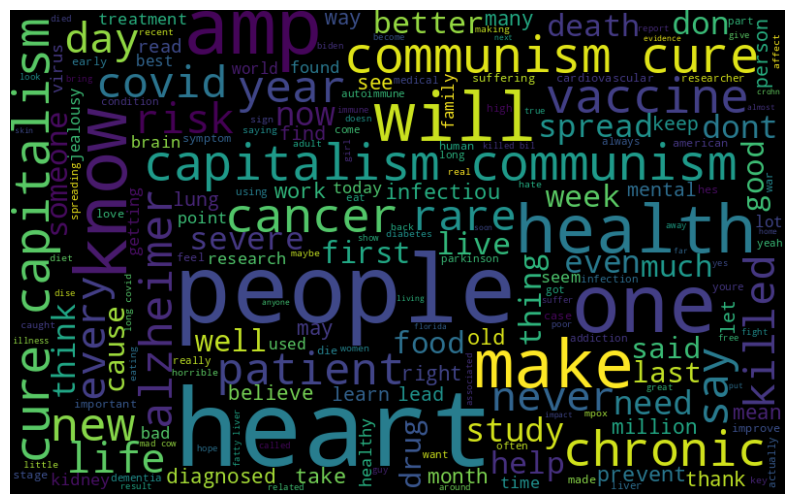 died
recent
treatment
amp
way
better
many
death
don
part
report
biden
making
become
next
evidence
give
affect
early
day
virus
read
best
covid
found
world
year
see
communism cure
suffering
medical
cardiovascular
researcher
person
look
bring
autoimmune
family
will
vaccine
jealousy
someone
know
condition
risk
now
find
sign
immune
saying
doesn
come
high
true
almost
crohn
skin
brain
symptom
girl
adult
human
long
killed bil
spread
keep
dont
always
american
capitalism communism
real
hate
hes
war
good
cure capitalism
spreading
love
using
work
today
infectiou
eat
week
mental
lot
yeah
home
getting
lung
point
cancer
rare
health
away
far
yes
diet
every
alzheimer
feel
severe
research
maybe
show
back
diabetes
soon
first
live
parkinson
even
much
thing
seem
got
infection
youre
suffer
dise
long covid
people
anyone
living
one
caught
think
cause
well
used
may
die
women
florida
food
old
make
case
poor
addiction
let
free
fight
killed
illness
eating
really
horrible
patient
right
associated
said
last
say
important
believe
learn
lead
never
need
mean
great
put
new
bad
mad cow
heart
fatty liver
hope
called
guy
healthy
drug
want
study
impact
mpox
million
improve
chronic
little
life
stage
kidney
dementia
result
diagnosed
take
related
around
month
often
help
time
made
prevent
liver
thank
key
actually